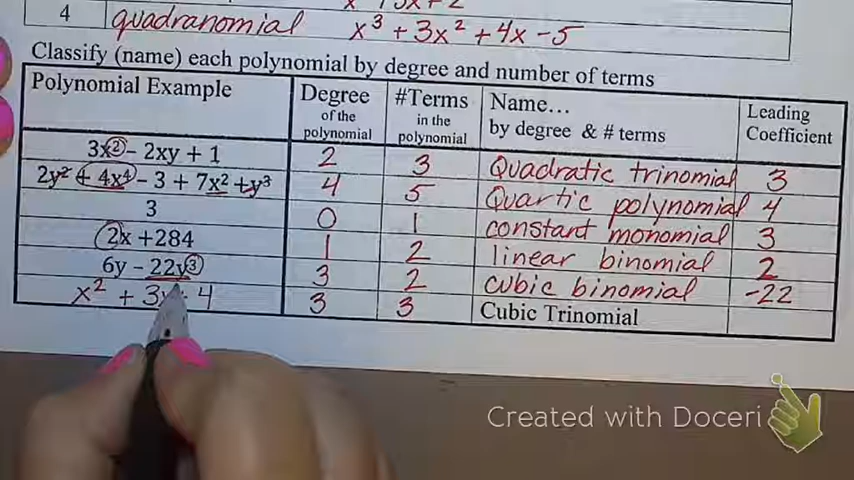 4 quadranomial x³ + 3x² + 4x - 5
Classify (name) each polynomial by degree and number of terms
Polynomial Example Degree of the polynomial #Terms in the polynomial Name... by degree & # terms Leading Coefficient
3x² - 2xy + 1 2 3 Quadratic trinomial 3
2y² + 4x⁴ - 3 + 7x² + y³ 4 5 Quartic polynomial 4
3 0 1 constant monomial 3
2x +284 1 2 linear binomial 2
6y - 22y³ 3 2 cubic binomial -22
x² + 3 4 3 3 Cubic Trinomial
Created with Doceri